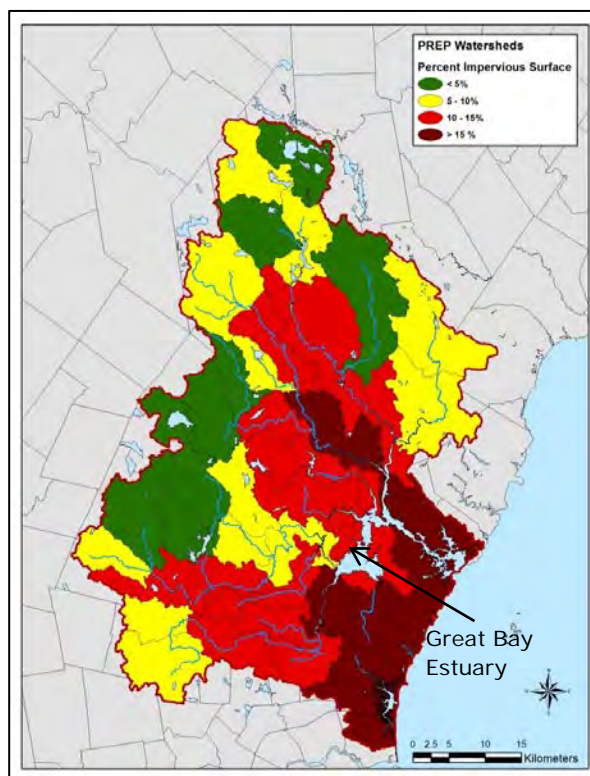 PREP Watersheds
Percent Impervious Surface
< 5%
5 - 10%
10 - 15%
> 15 %
Great Bay
Estuary
0 2.5 5 10 15
Kilometers